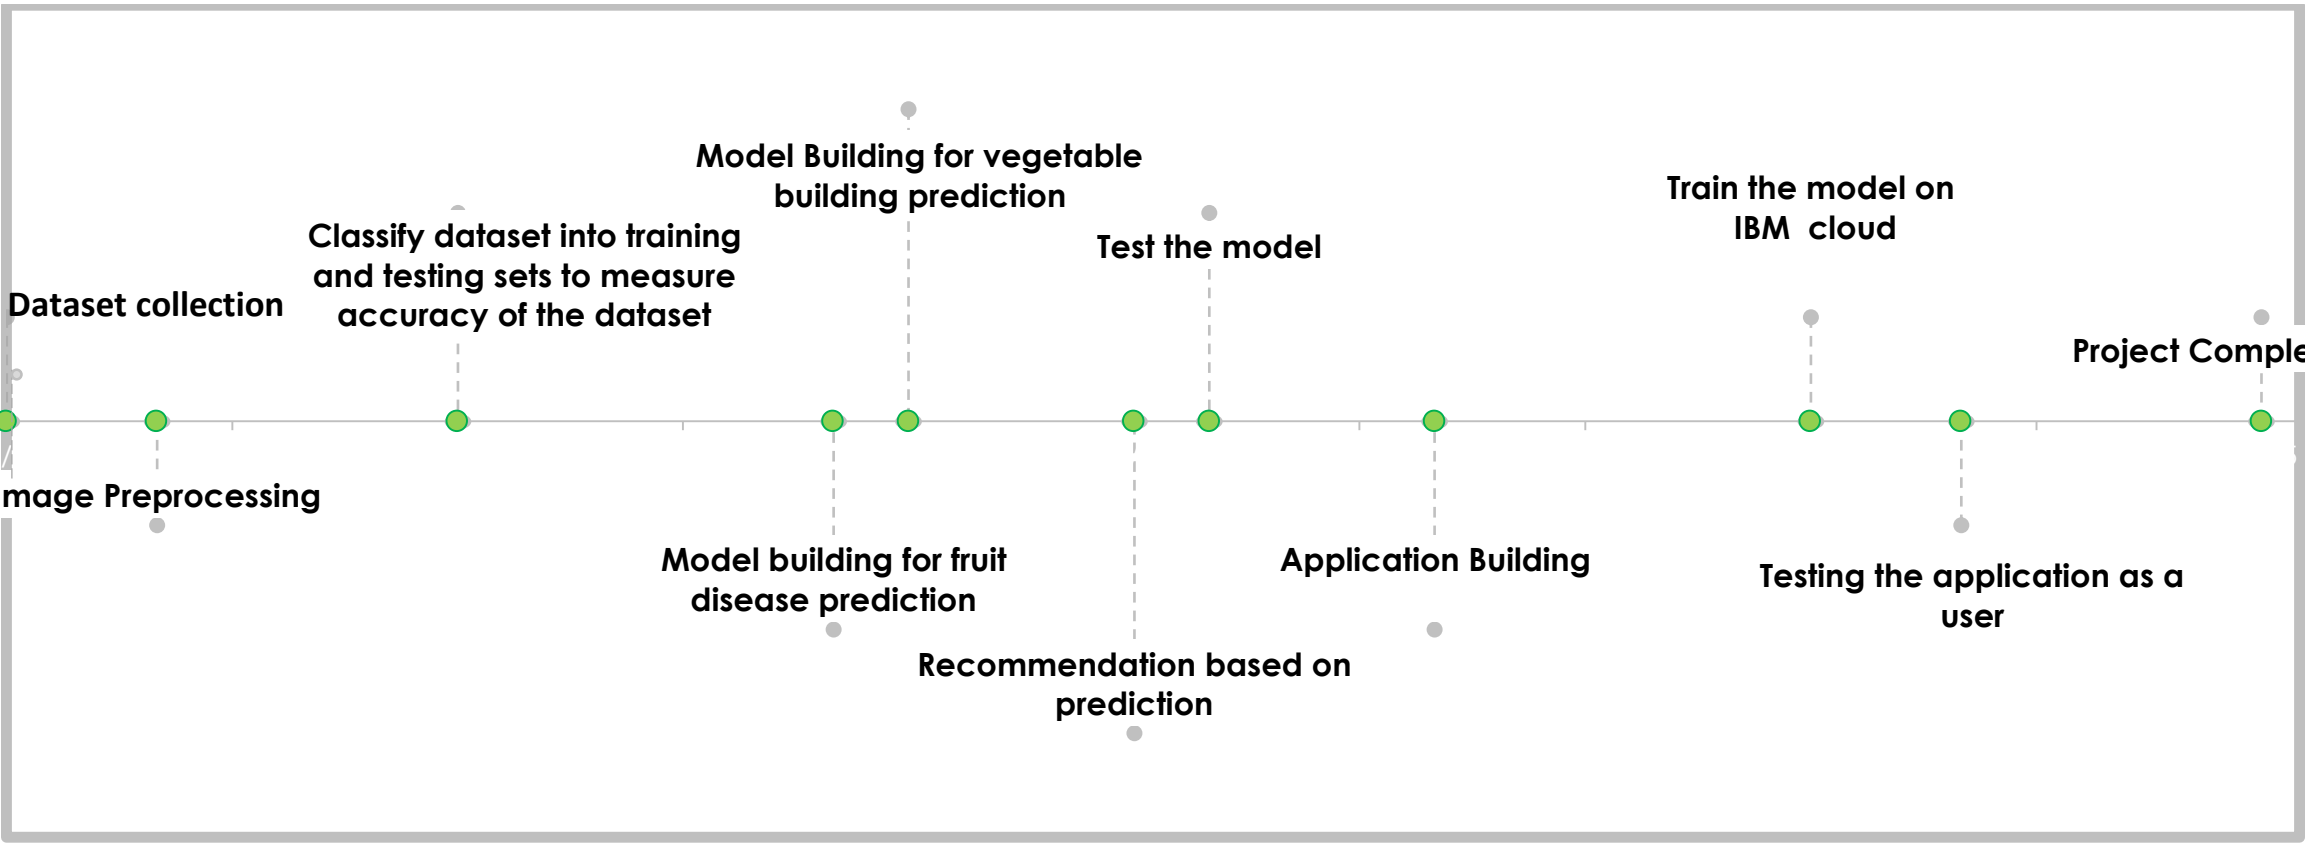 Dataset collection
mage Preprocessing
Classify dataset into training
and testing sets to measure
accuracy of the dataset
Model building for fruit
disease prediction
Model Building for vegetable
building prediction
Recommendation based on
prediction
Test the model
Application Building
Train the model on
IBM  cloud
Testing the application as a
user
Project Comple